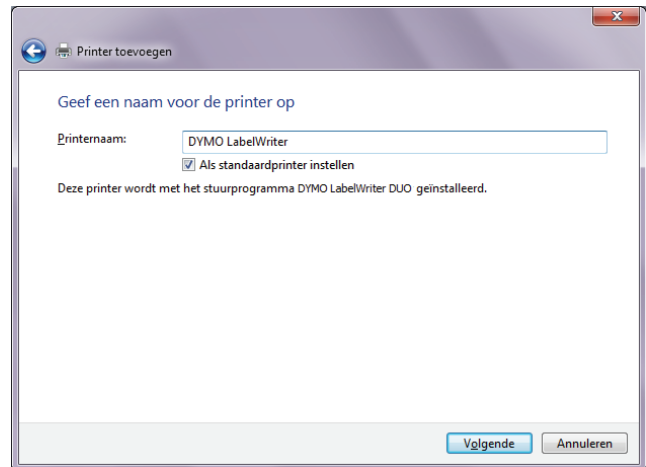 Printer toevoegen
Geef een naam voor de printer op
Printernaam: DYMO LabelWriter
Als standaardprinter instellen
Deze printer wordt met het stuurprogramma DYMO LabelWriter DUO geïnstalleerd.
Volgende Annuleren